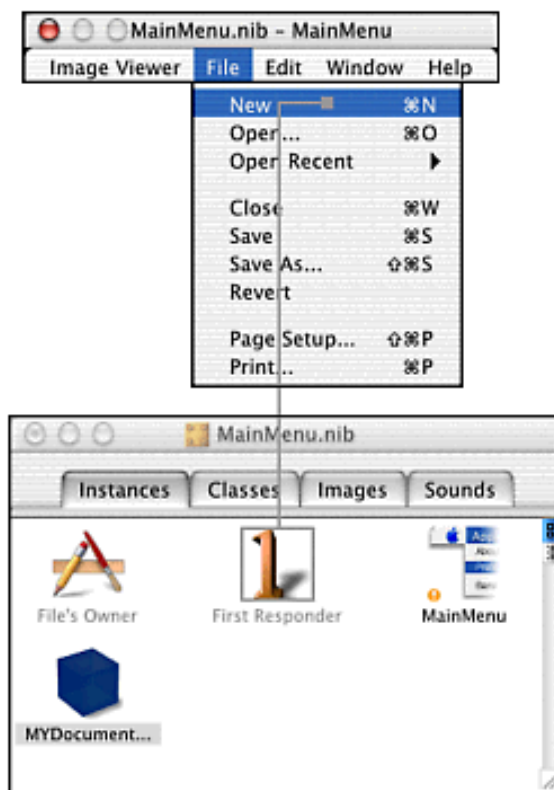 MainMenu.nib – MainMenu
Image Viewer File Edit Window Help
New ⌘N
Open... ⌘O
Open Recent
Close ⌘W
Save ⌘S
Save As... ⇧⌘S
Revert
Page Setup... ⇧⌘P
Print... ⌘P
MainMenu.nib
Instances Classes Images Sounds
File's Owner First Responder MainMenu
MYDocument...